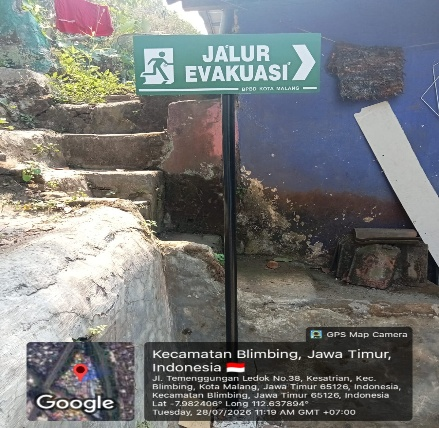 JALUR
EVAKUASI
BPBD KOTA MALANG
GPS Map Camera
Kecamatan Blimbing, Jawa Timur,
Indonesia 🇮🇩
Jl. Temenggungan Ledok No.38, Kesatrian, Kec.
Blimbing, Kota Malang, Jawa Timur 65126, Indonesia,
Kecamatan Blimbing, Jawa Timur 65126, Indonesia
Lat -7.982406° Long 112.637894°
Tuesday, 28/07/2026 11:19 AM GMT +07:00
Google